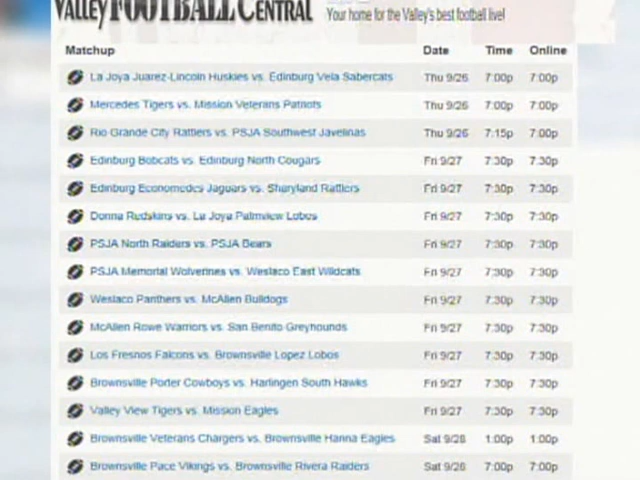 VALLEY FOOTBALL CENTRAL Your home for the Valley's best football live!
Matchup Date Time Online
La Joya Juarez-Lincoln Huskies vs. Edinburg Vela Sabercats Thu 9/26 7:00p 7:00p
Mercedes Tigers vs. Mission Veterans Patriots Thu 9/26 7:00p 7:00p
Rio Grande City Rattlers vs. PSJA Southwest Javelinas Thu 9/26 7:15p 7:00p
Edinburg Bobcats vs. Edinburg North Cougars Fri 9/27 7:30p 7:30p
Edinburg Economedes Jaguars vs. Sharyland Rattlers Fri 9/27 7:30p 7:30p
Donna Redskins vs. La Joya Palmview Lobos Fri 9/27 7:30p 7:30p
PSJA North Raiders vs. PSJA Bears Fri 9/27 7:30p 7:30p
PSJA Memorial Wolverines vs. Weslaco East Wildcats Fri 9/27 7:30p 7:30p
Weslaco Panthers vs. McAllen Bulldogs Fri 9/27 7:30p 7:30p
McAllen Rowe Warriors vs. San Benito Greyhounds Fri 9/27 7:30p 7:30p
Los Fresnos Falcons vs. Brownsville Lopez Lobos Fri 9/27 7:30p 7:30p
Brownsville Porter Cowboys vs. Harlingen South Hawks Fri 9/27 7:30p 7:30p
Valley View Tigers vs. Mission Eagles Fri 9/27 7:30p 7:30p
Brownsville Veterans Chargers vs. Brownsville Hanna Eagles Sat 9/28 1:00p 1:00p
Brownsville Pace Vikings vs. Brownsville Rivera Raiders Sat 9/28 7:00p 7:00p